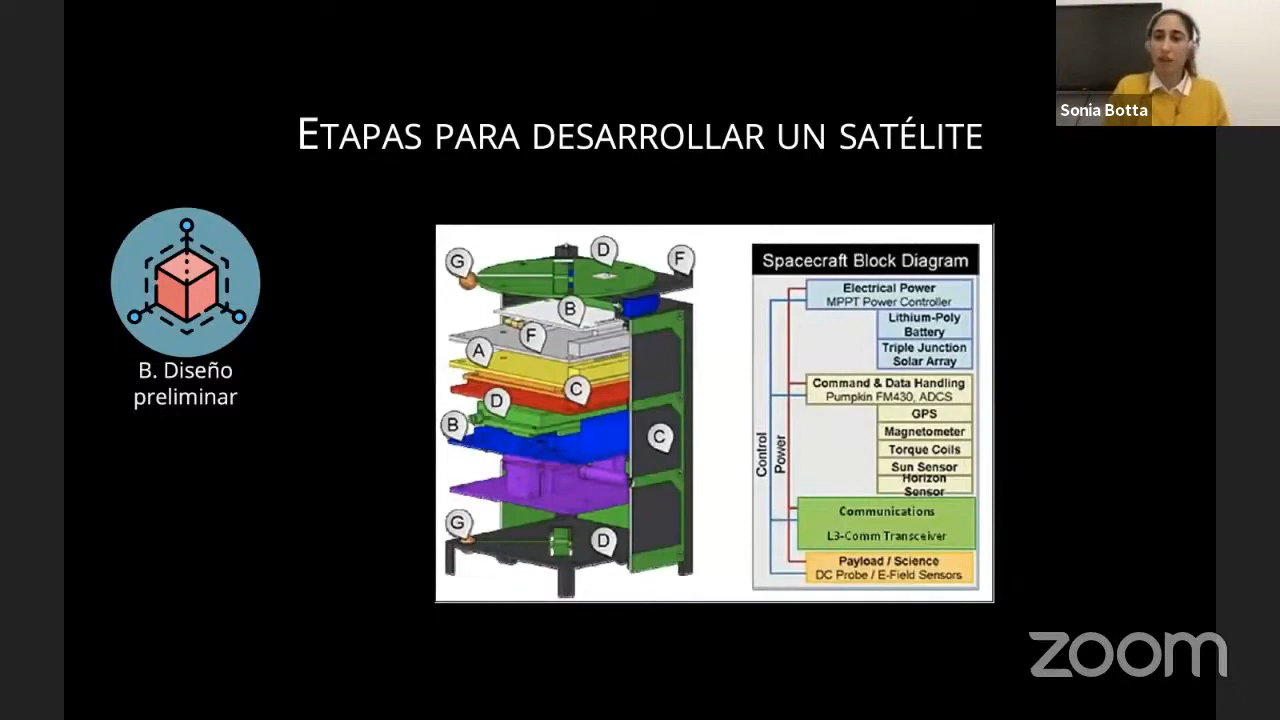 Sonia Botta
ETAPAS PARA DESARROLLAR UN SATÉLITE
B. Diseño
preliminar
G
D
F
B
F
A
C
D
B
C
G
D
Spacecraft Block Diagram
Electrical Power
MPPT Power Controller
Lithium-Poly
Battery
Triple Junction
Solar Array
Command & Data Handling
Pumpkin FM430, ADCS
GPS
Magnetometer
Torque Coils
Sun Sensor
Horizon
Sensor
Control
Power
Communications
L3-Comm Transceiver
Payload / Science
DC Probe / E-Field Sensors
zoom